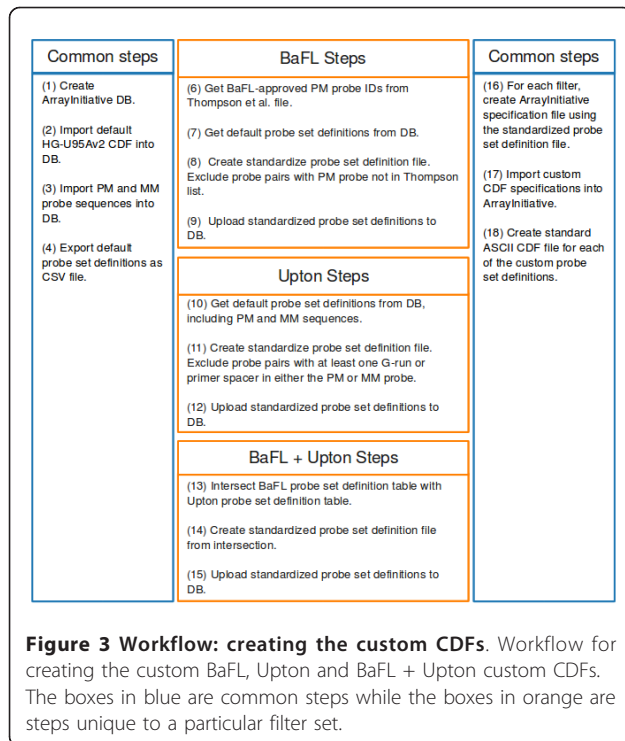 Common steps
(1) Create
ArrayInitiative DB.
(2) Import default
HG-U95Av2 CDF into
DB.
(3) Import PM and MM
probe sequences into
DB.
(4) Export default
probe set definitions as
CSV file.
BaFL Steps
(6) Get BaFL-approved PM probe IDs from
Thompson et al. file.
(7) Get default probe set definitions from DB.
(8) Create standardize probe set definition file.
Exclude probe pairs with PM probe not in Thompson
list.
(9) Upload standardized probe set definitions to
DB.
Upton Steps
(10) Get default probe set definitions from DB,
including PM and MM sequences.
(11) Create standardize probe set definition file.
Exclude probe pairs with at least one G-run or
primer spacer in either the PM or MM probe.
(12) Upload standardized probe set definitions to
DB.
BaFL + Upton Steps
(13) Intersect BaFL probe set definition table with
Upton probe set definition table.
(14) Create standardized probe set definition file
from intersection.
(15) Upload standardized probe set definitions to
DB.
Common steps
(16) For each filter,
create ArrayInitiative
specification file using
the standardized probe
set definition file.
(17) Import custom
CDF specifications into
ArrayInitiative.
(18) Create standard
ASCII CDF file for each
of the custom probe
set definitions.
Figure 3 Workflow: creating the custom CDFs. Workflow for
creating the custom BaFL, Upton and BaFL + Upton custom CDFs.
The boxes in blue are common steps while the boxes in orange are
steps unique to a particular filter set.